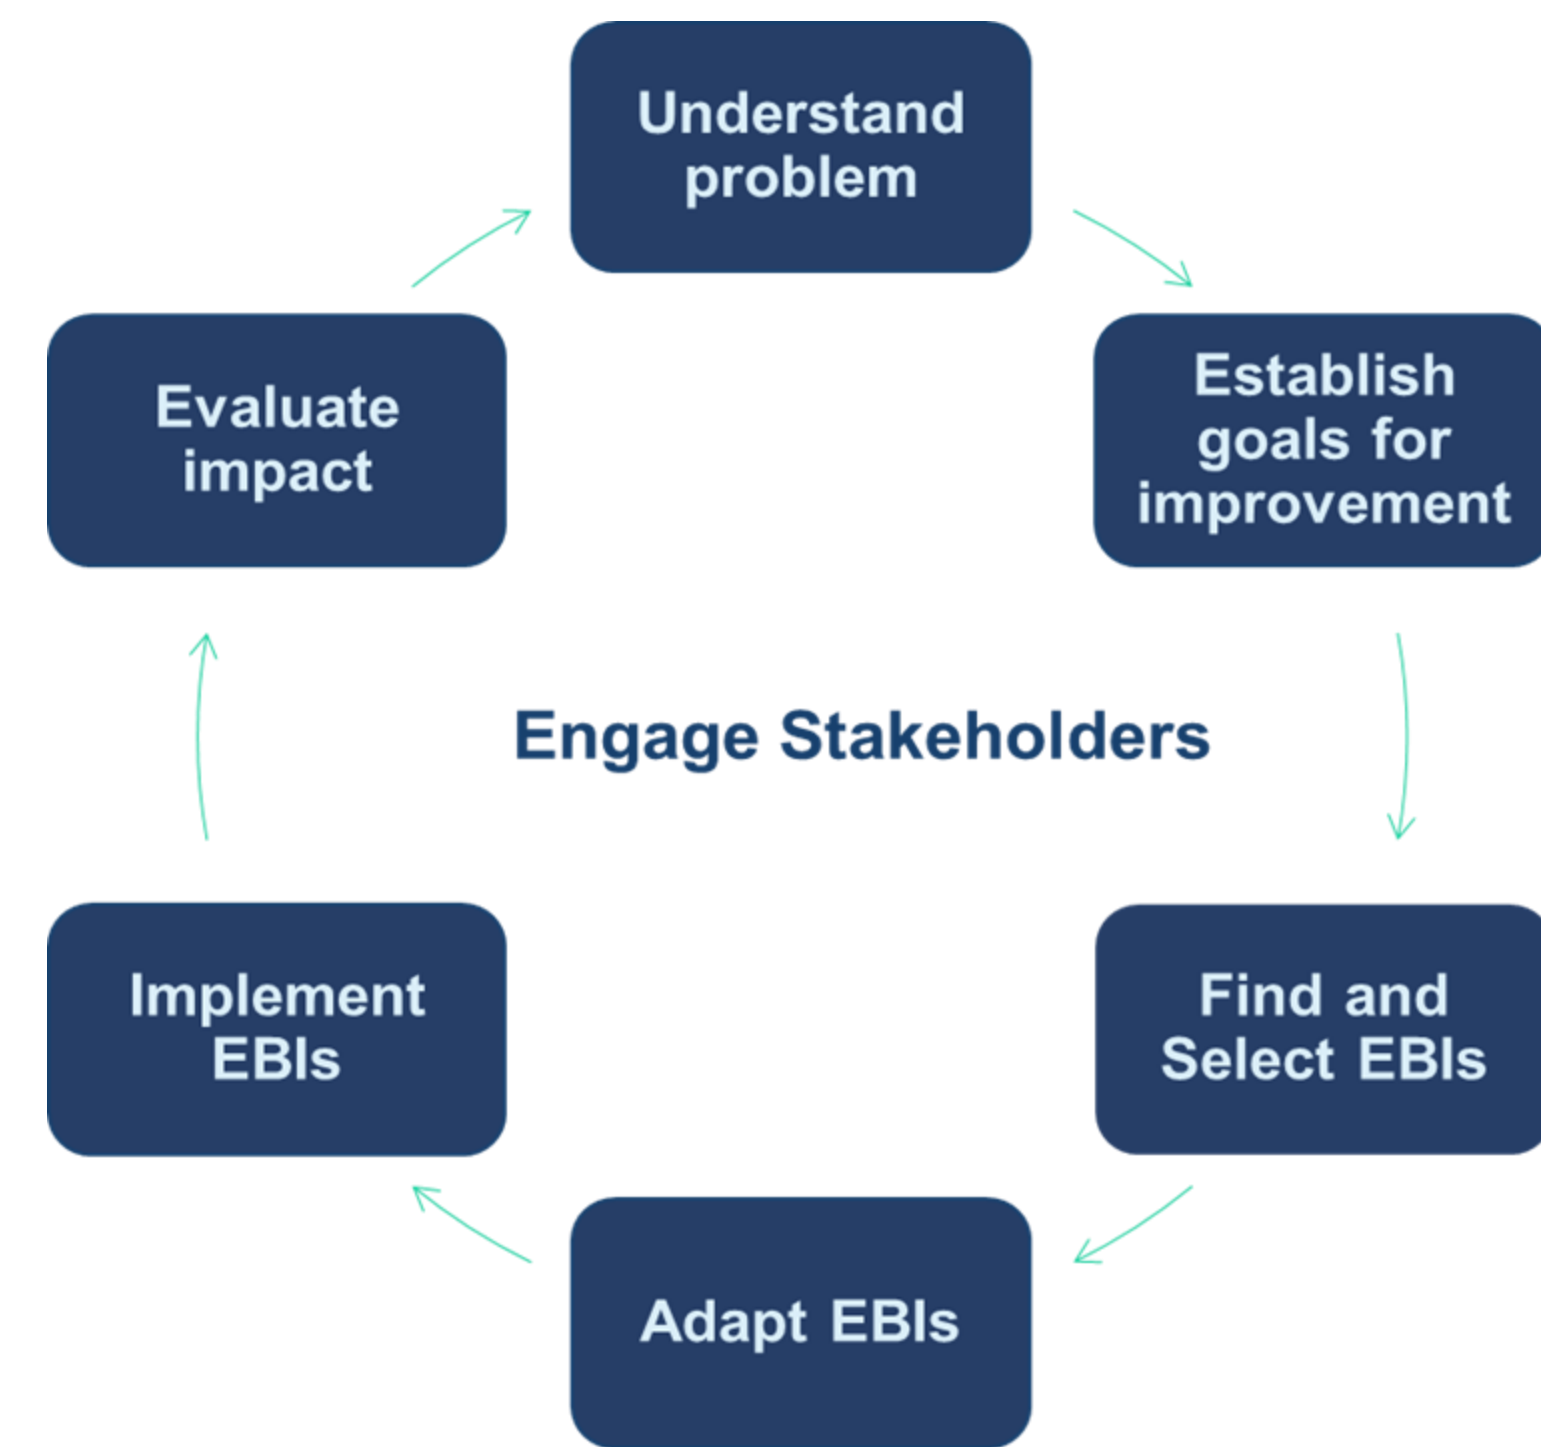 Understand
problem
Establish
goals for
improvement
Find and
Select EBIs
Adapt EBIs
Implement
EBIs
Evaluate
impact
Engage Stakeholders